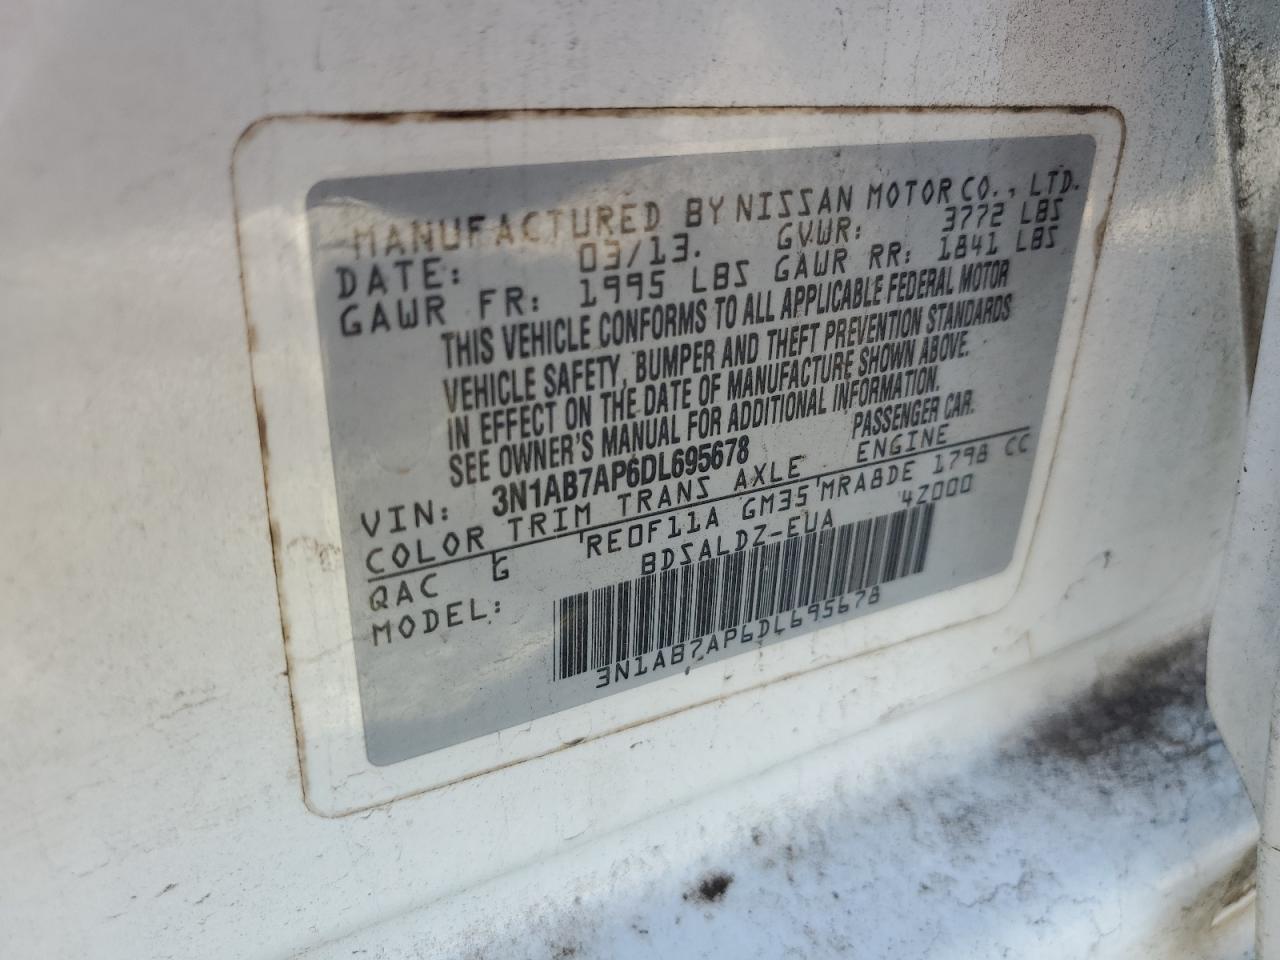 MANUFACTURED BY NISSAN MOTOR CO., LTD.
DATE: 03/13. GVWR: 3772 LBS
GAWR FR: 1995 LBS GAWR RR: 1841 LBS
THIS VEHICLE CONFORMS TO ALL APPLICABLE FEDERAL MOTOR
VEHICLE SAFETY, BUMPER AND THEFT PREVENTION STANDARDS
IN EFFECT ON THE DATE OF MANUFACTURE SHOWN ABOVE.
SEE OWNER'S MANUAL FOR ADDITIONAL INFORMATION.
VIN: 3N1AB7AP6DL695678 PASSENGER CAR.
COLOR TRIM TRANS AXLE ENGINE
QAC G RE0F11A GM35 MRA8DE 1798 CC
MODEL: BDSALDZ-EUA 4Z000
3N1AB7AP6DL695678